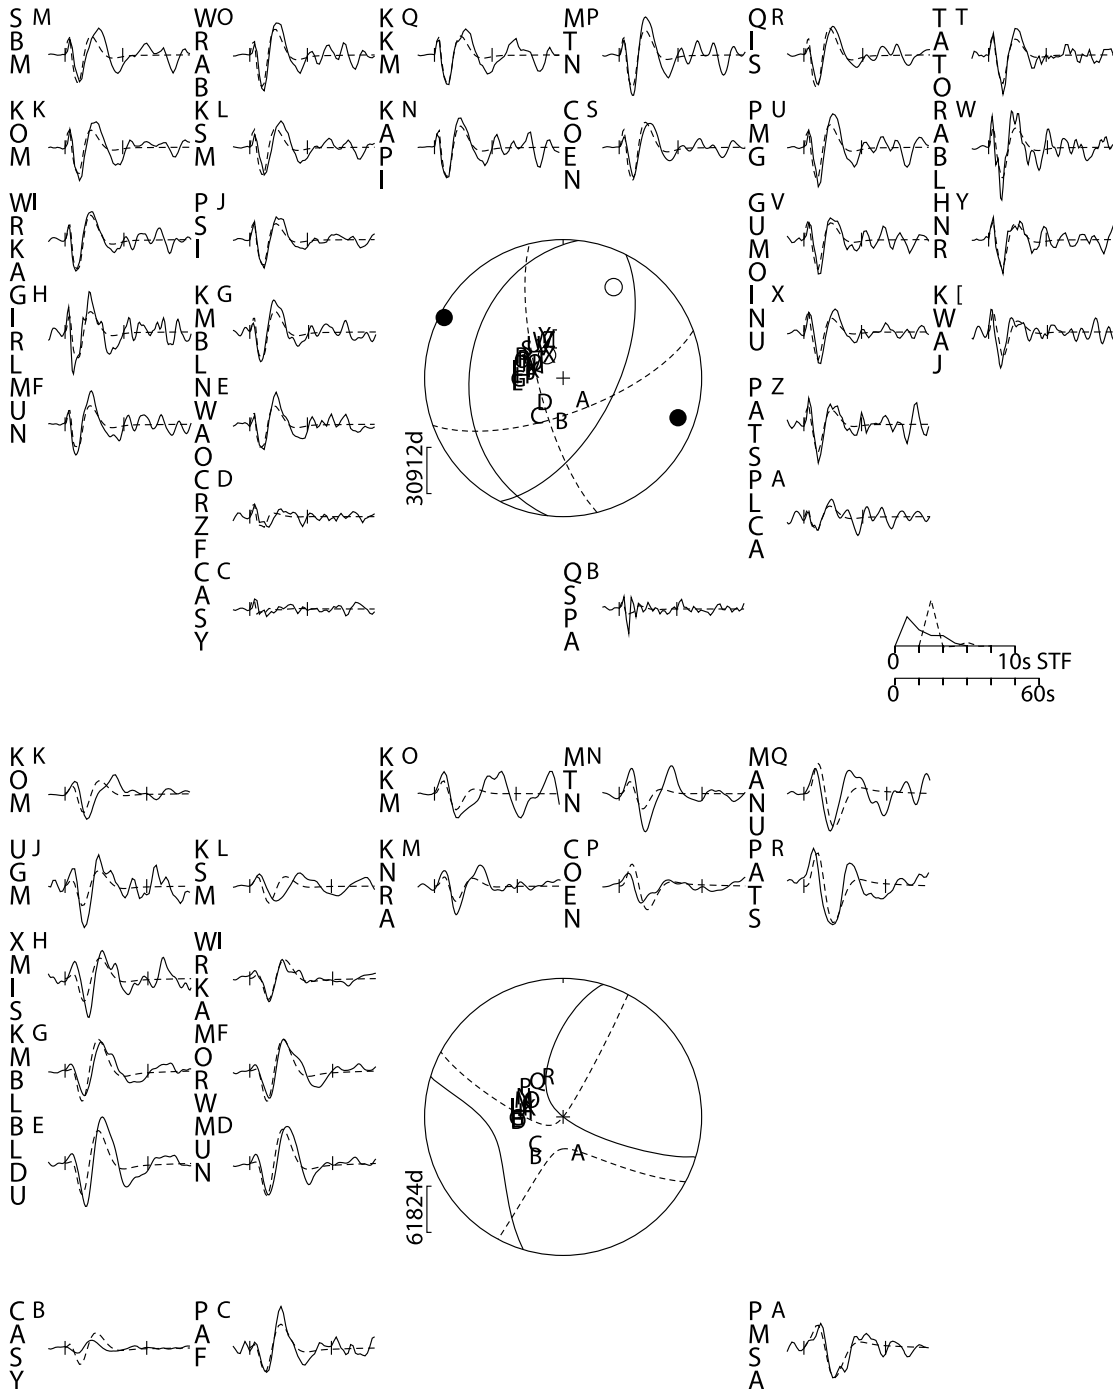 SBM M
WRAB O
KKM Q
MTN P
QIS R
TATO T
KOM K
KSM L
KAPI N
COEN S
PMG U
RABL W
WRKA I
PSI J
GUMO V
HNR Y
GIRL H
KMBL G
INU X
KWAJ [
MUN F
NWAO E
PATS Z
CRZF D
PLCA A
CASY C
QSPA B
D A
C B
30912d
0 10s STF
0 60s
KOM K
KKM O
MTN N
MANU Q
UGM J
KSM L
KNRA M
COEN P
PATS R
XMIS H
WRKA I
KMBL G
MORW F
BLDU E
MUN D
P Q R
C
B A
61824d
CASY B
PAF C
PMSA A